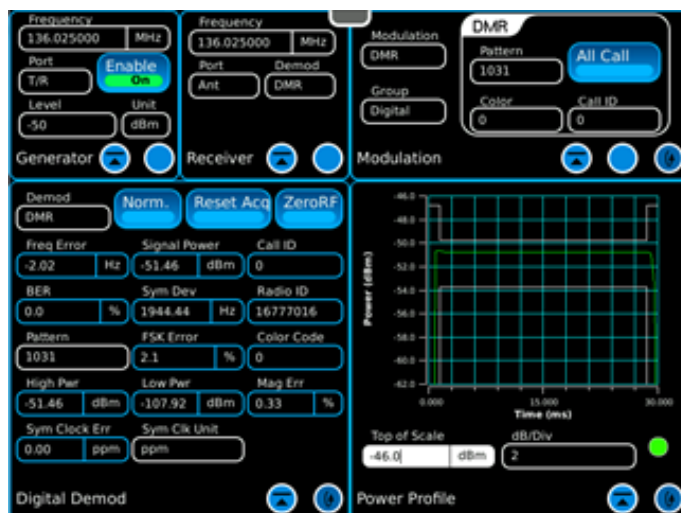 Frequency
136.025000 MHz
Port
T/R
Enable
On
Level Unit
-50 dBm
Generator
Frequency
136.025000 MHz
Port Demod
Ant DMR
Receiver
Modulation
DMR
Group
Digital
DMR
Pattern
1031
All Call
Color Call ID
0 0
Modulation
Demod
DMR
Norm. Reset Acq ZeroRF
Freq Error Signal Power Call ID
-2.02 Hz -51.46 dBm 0
BER Sym Dev Radio ID
0.0 % 1944.44 Hz 16777016
Pattern FSK Error Color Code
1031 2.1 % 0
High Pwr Low Pwr Mag Err
-51.46 dBm -107.92 dBm 0.33 %
Sym Clock Err Sym Clk Unit
0.00 ppm ppm
Digital Demod
Power (dBm)
-46.0
-48.0
-50.0
-52.0
-54.0
-56.0
-58.0
-60.0
-62.0
0.000 15.000 30.000
Time (ms)
Top of Scale dB/Div
-46.0 dBm 2
Power Profile